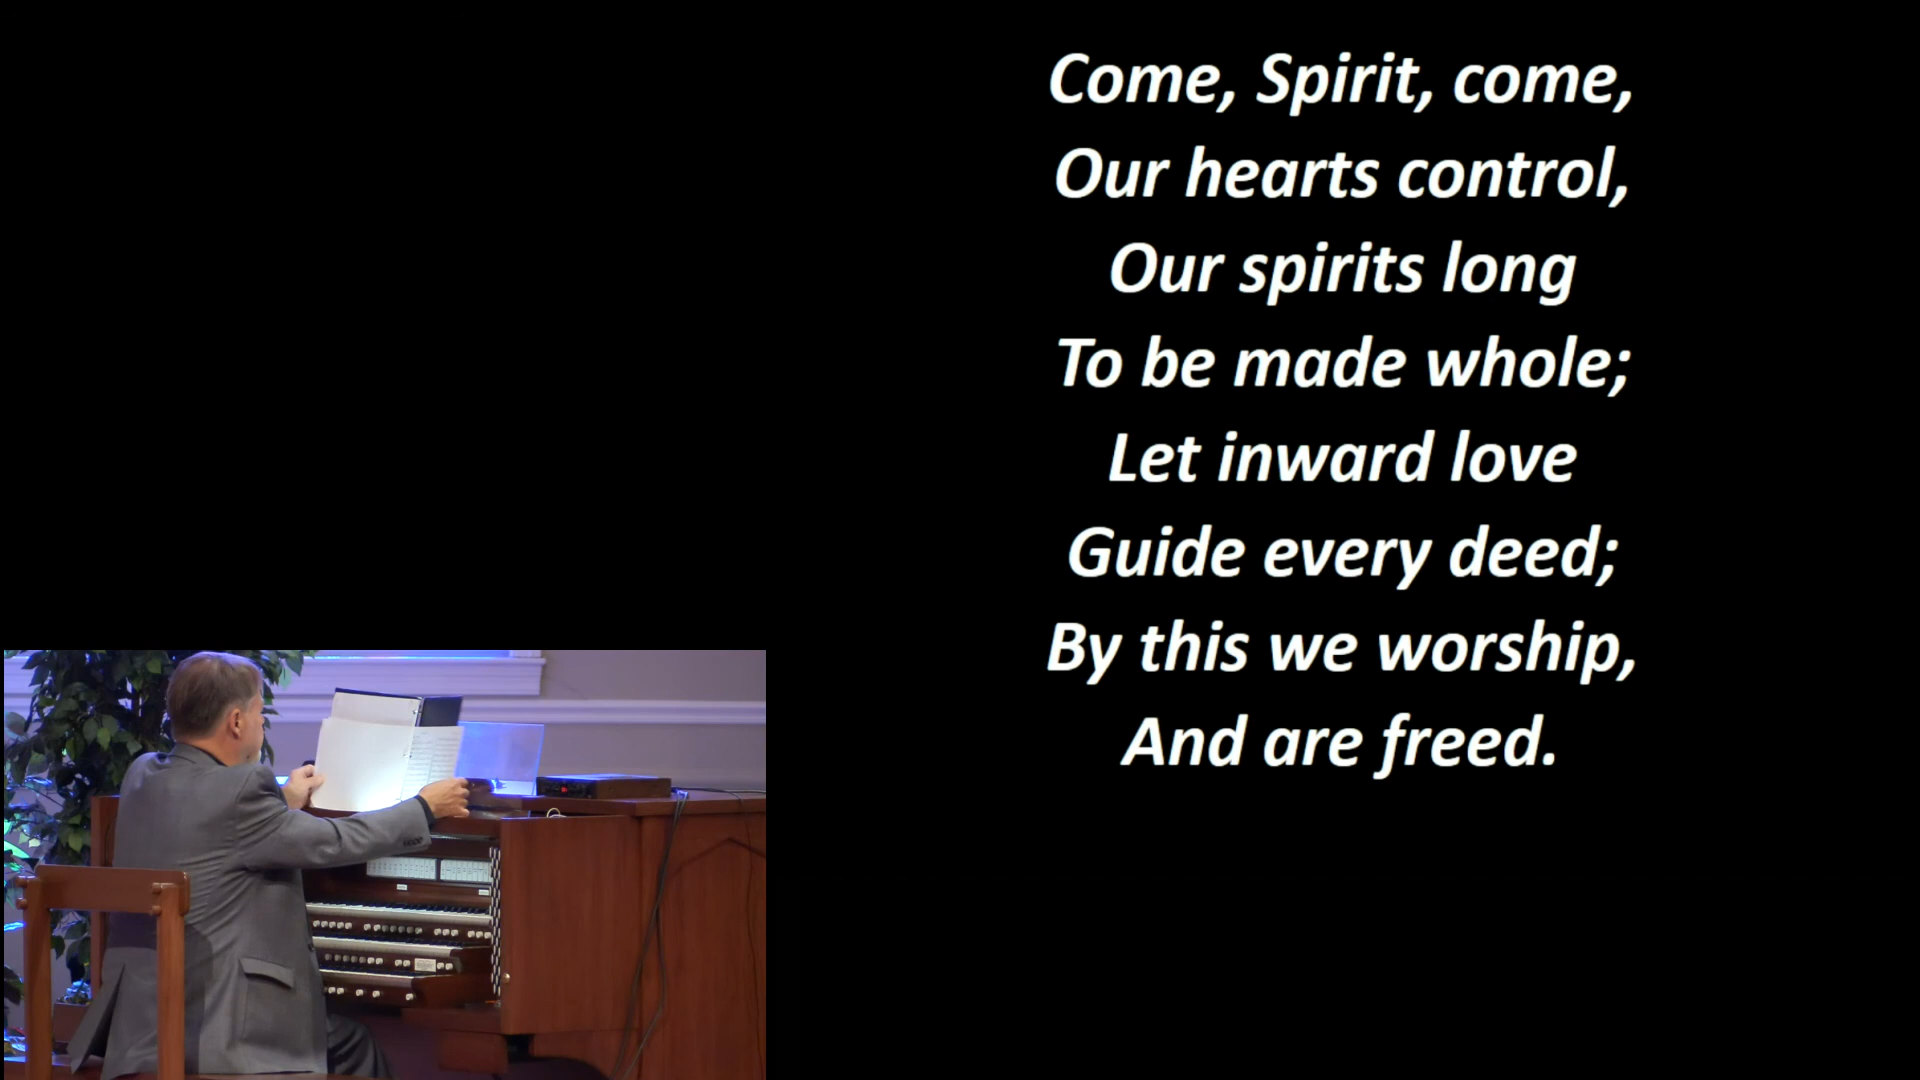 Come, Spirit, come,
Our hearts control,
Our spirits long
To be made whole;
Let inward love
Guide every deed;
By this we worship,
And are freed.